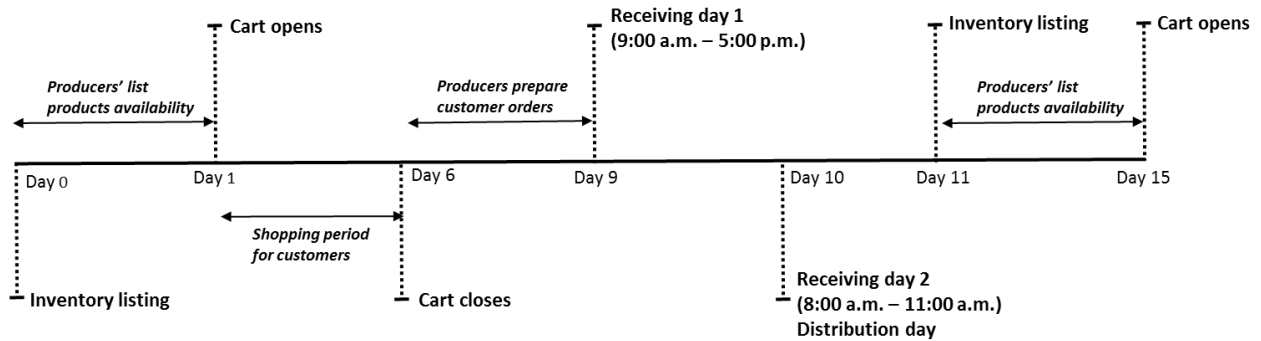 Cart opens
Receiving day 1
(9:00 a.m. – 5:00 p.m.)
Inventory listing
Cart opens
Producers’ list
products availability
Producers prepare
customer orders
Producers’ list
products availability
Day 0
Day 1
Day 6
Day 9
Day 10
Day 11
Day 15
Shopping period
for customers
Inventory listing
Cart closes
Receiving day 2
(8:00 a.m. – 11:00 a.m.)
Distribution day